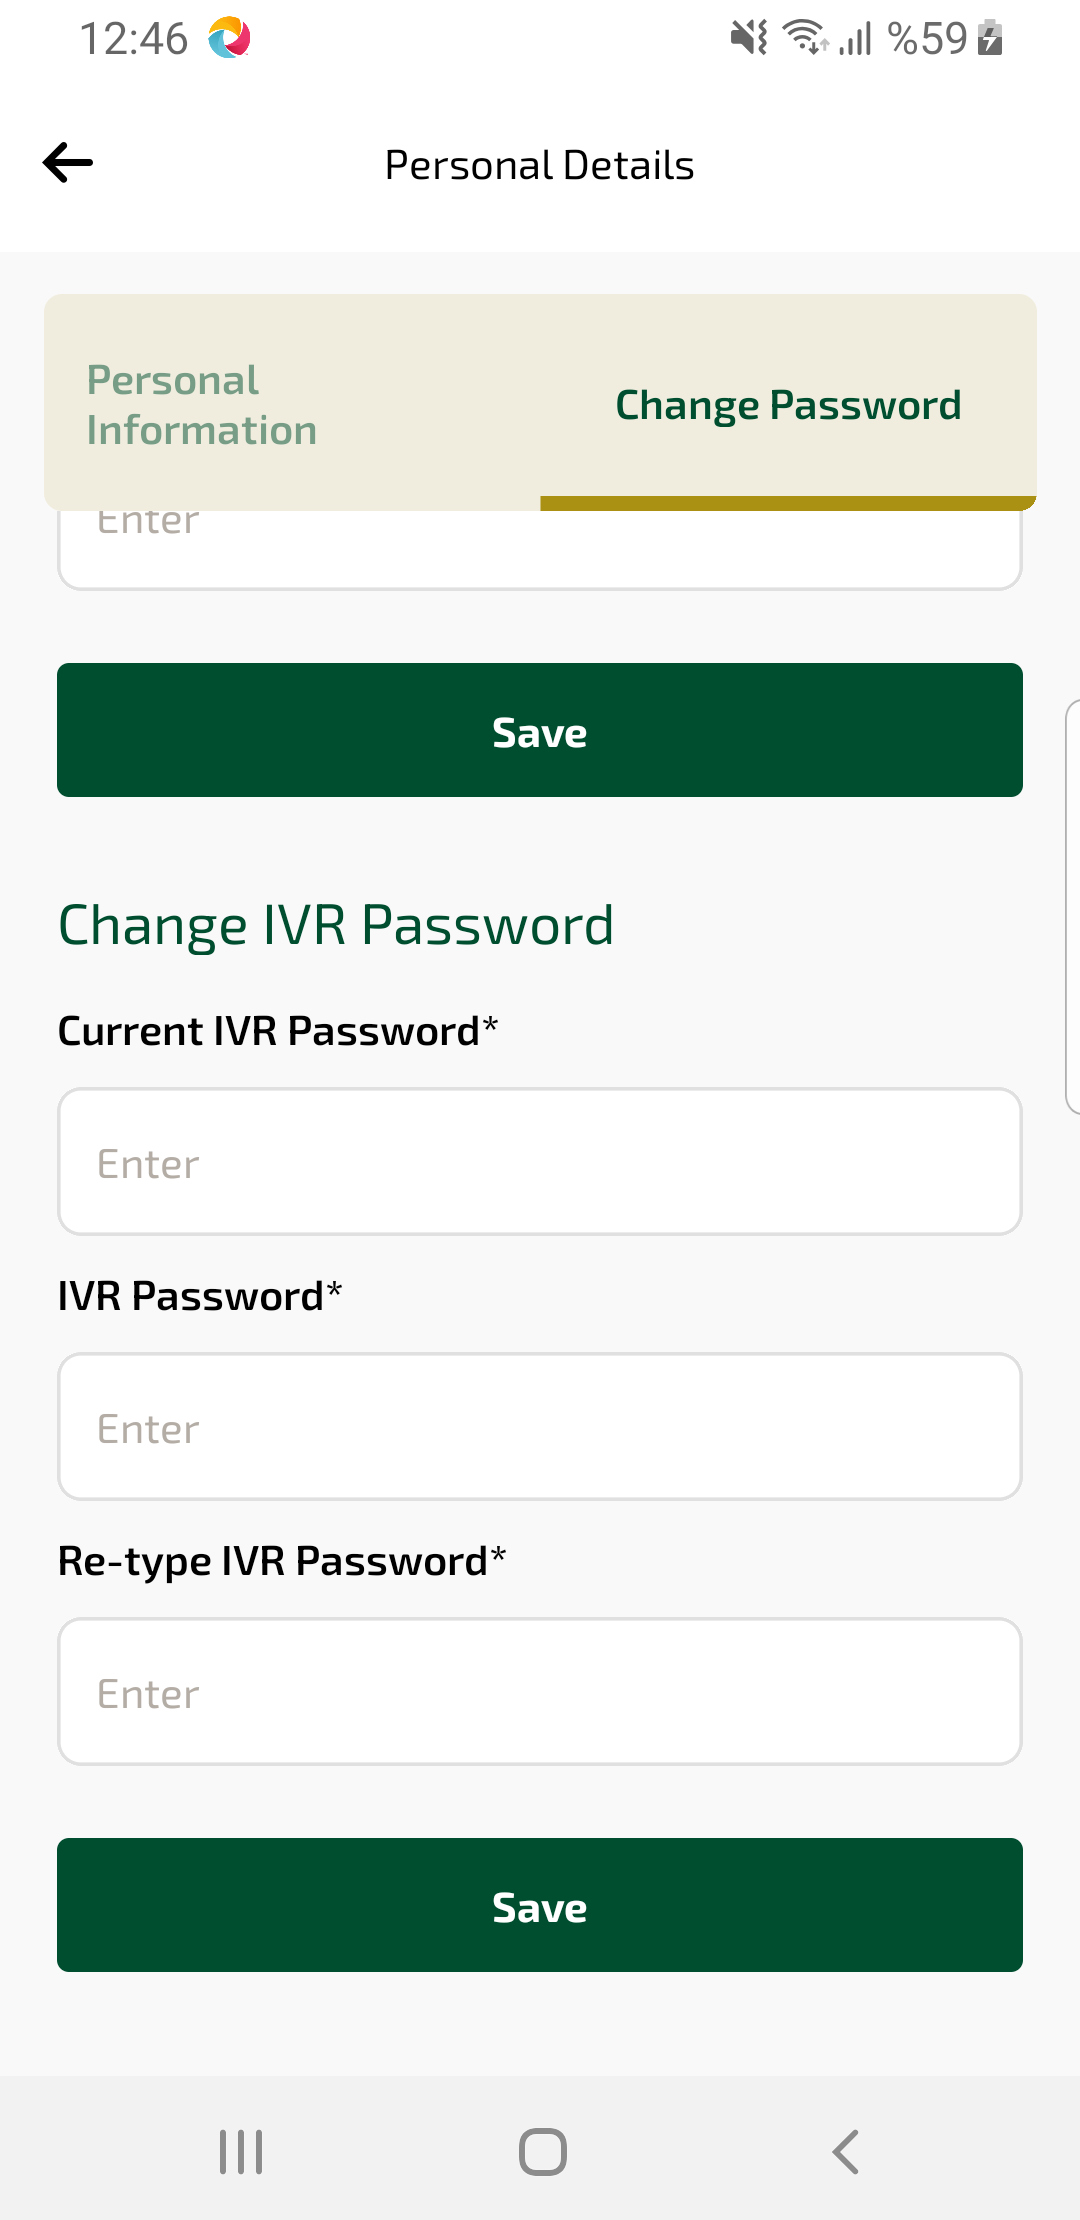 12:46
%59
Personal Details
Personal
Information
Change Password
Enter
Save
Change IVR Password
Current IVR Password*
Enter
IVR Password*
Enter
Re-type IVR Password*
Enter
Save